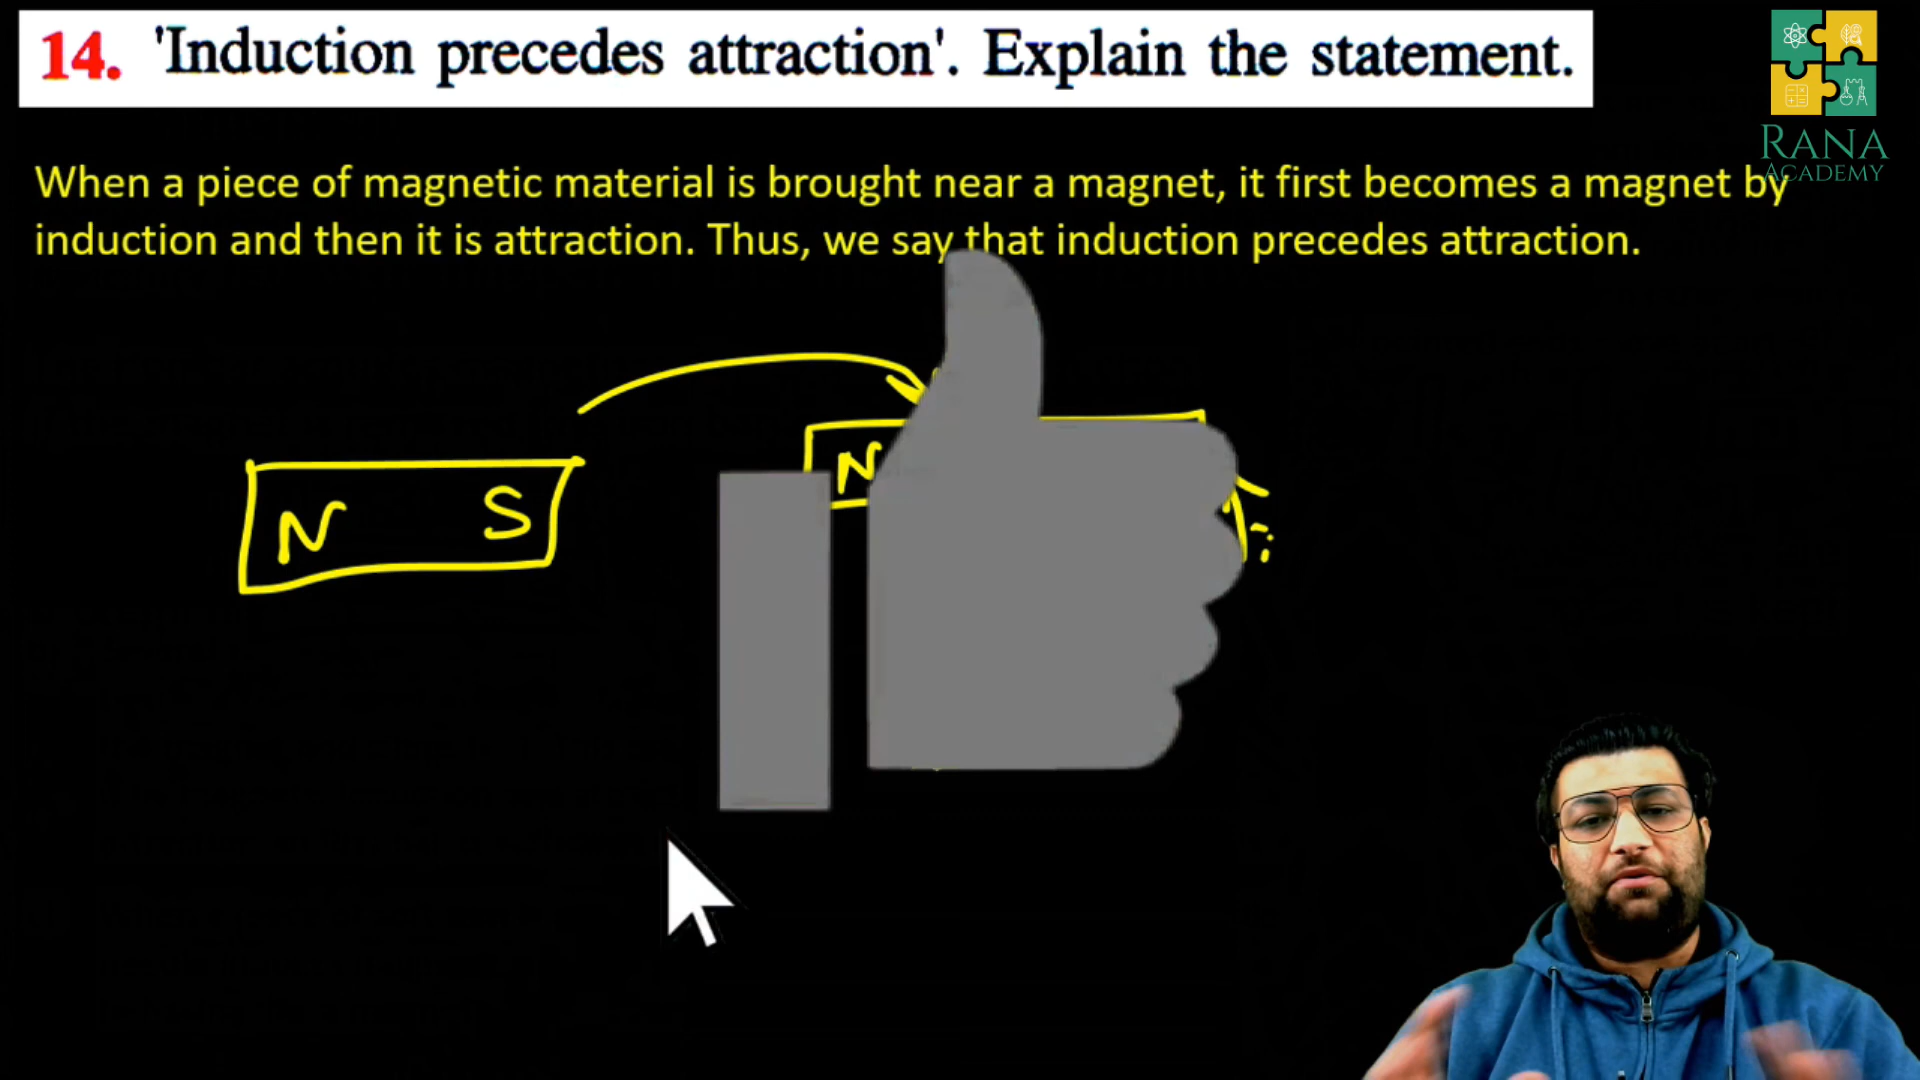 14. 'Induction precedes attraction'. Explain the statement.
RANA
ACADEMY
When a piece of magnetic material is brought near a magnet, it first becomes a magnet by
induction and then it is attraction. Thus, we say that induction precedes attraction.
N
N S